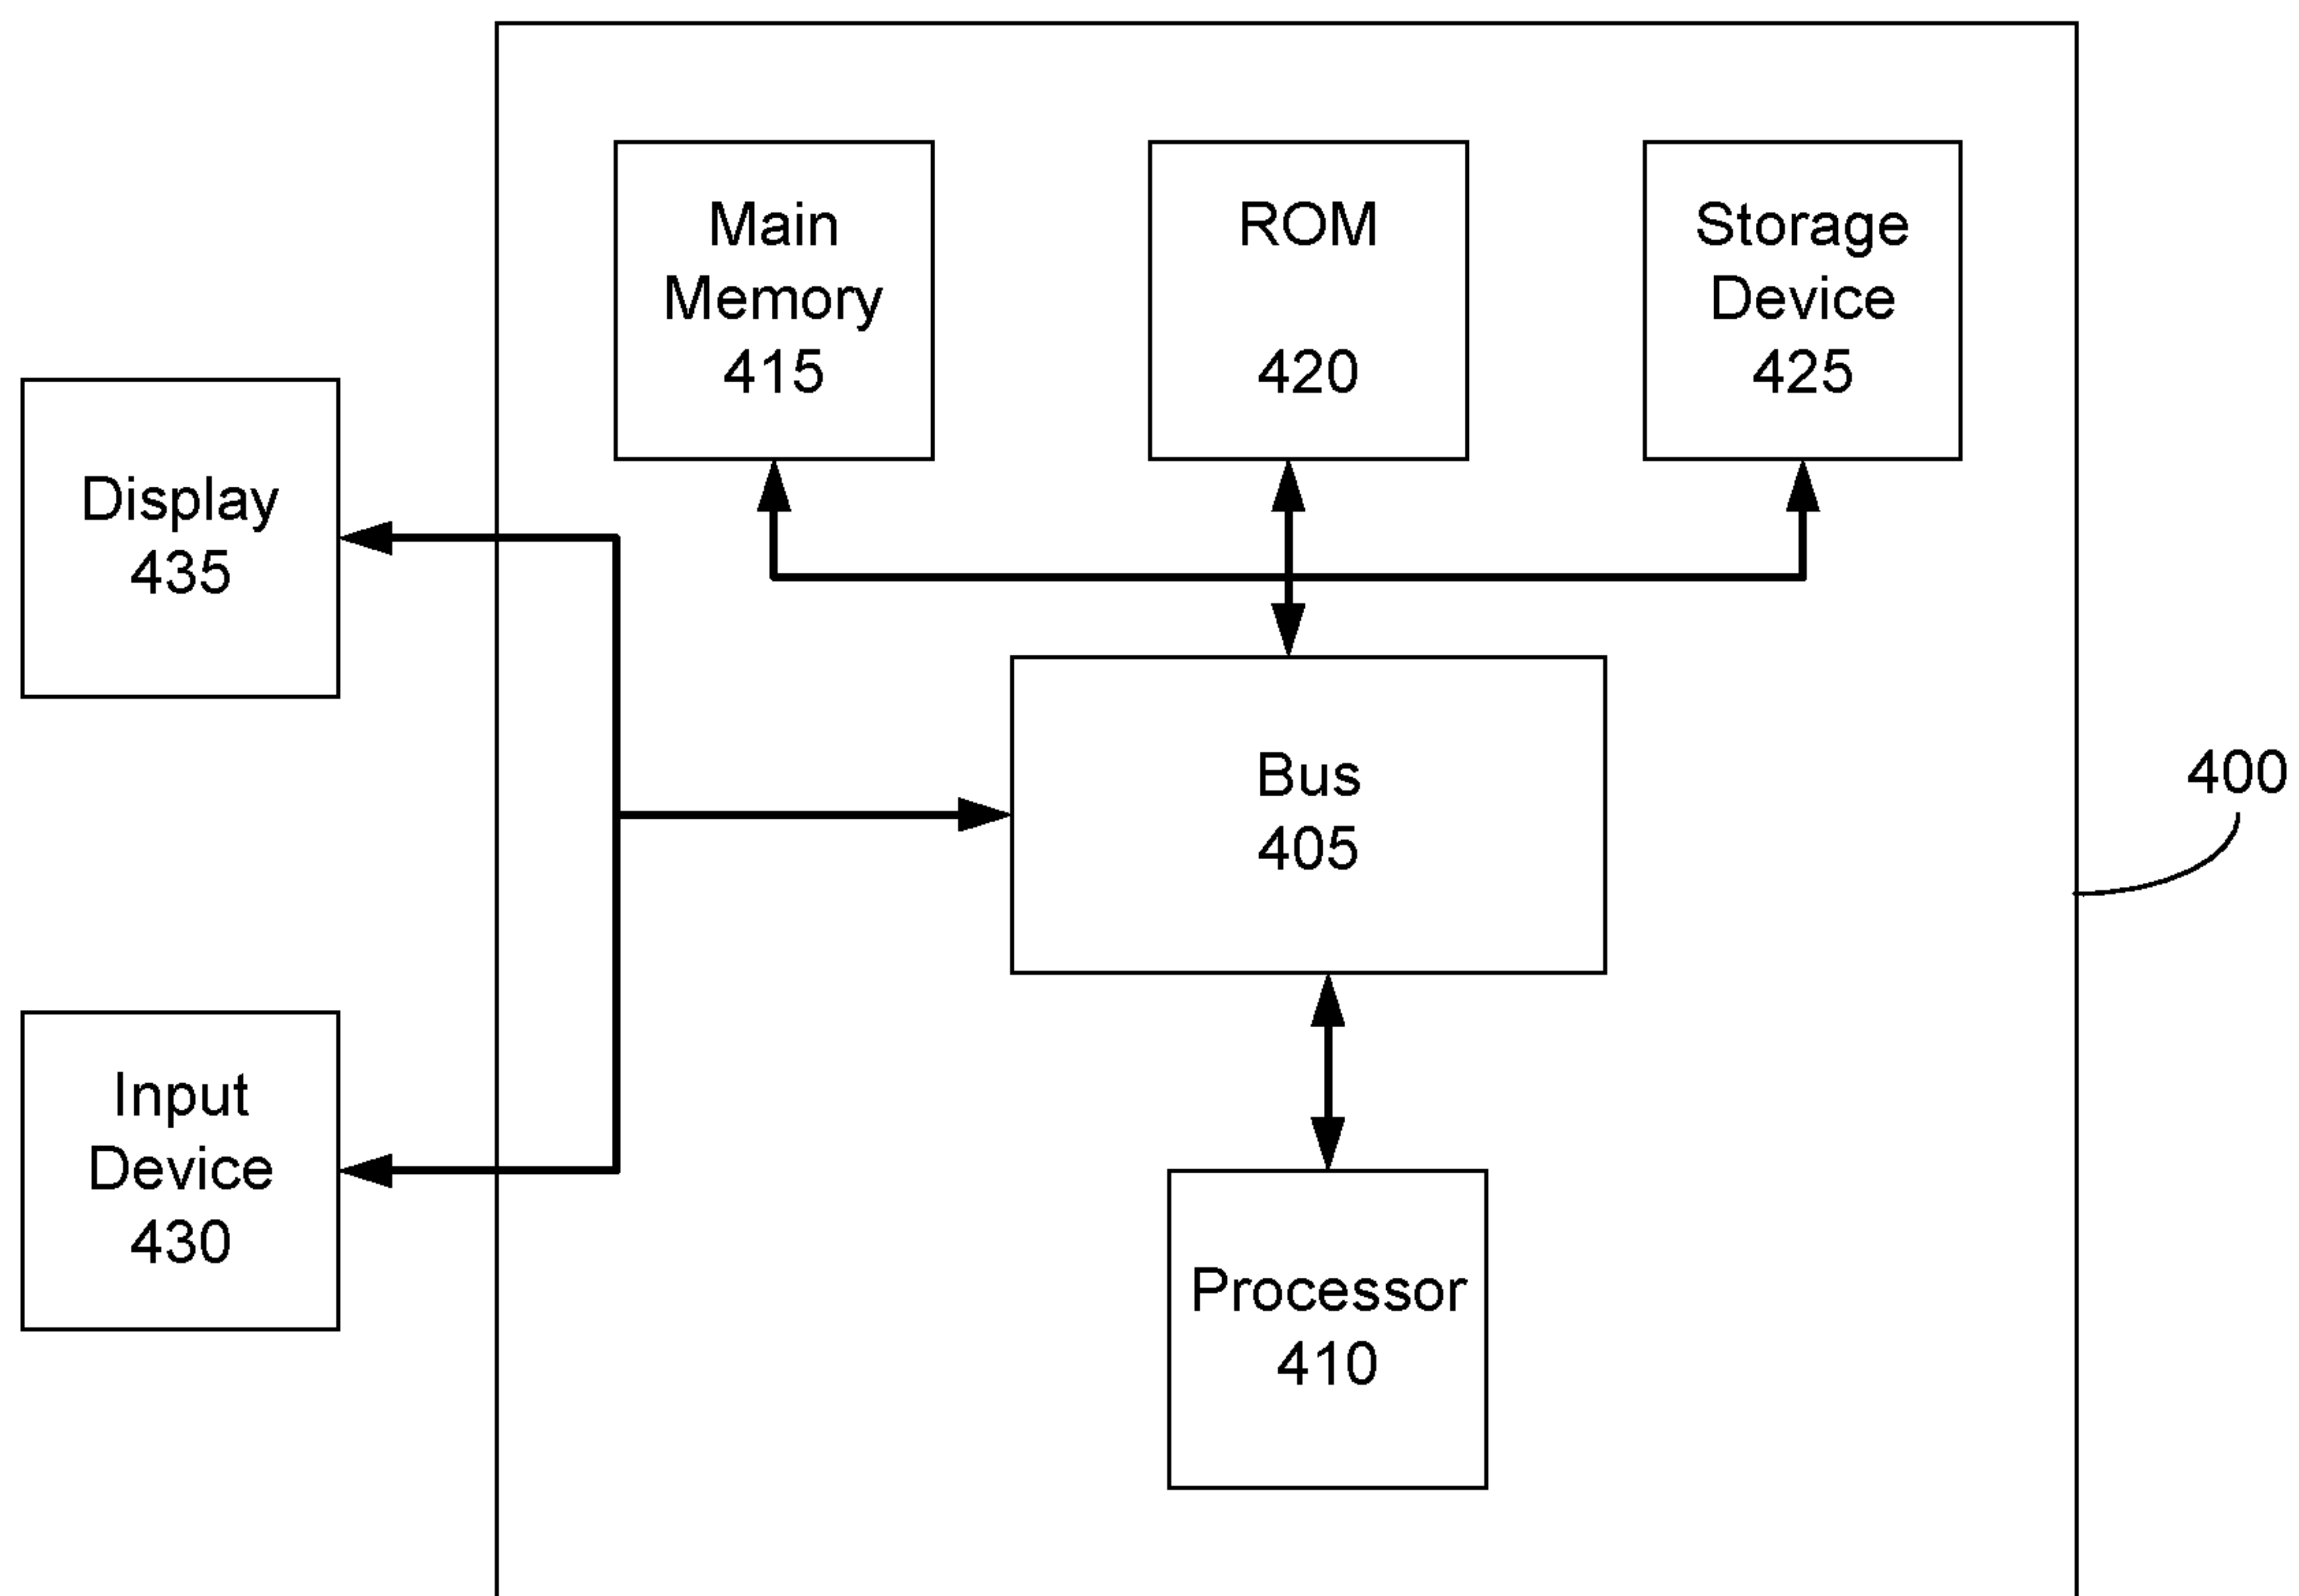 Main
Memory
415
ROM
420
Storage
Device
425
Display
435
Bus
405
400
Input
Device
430
Processor
410